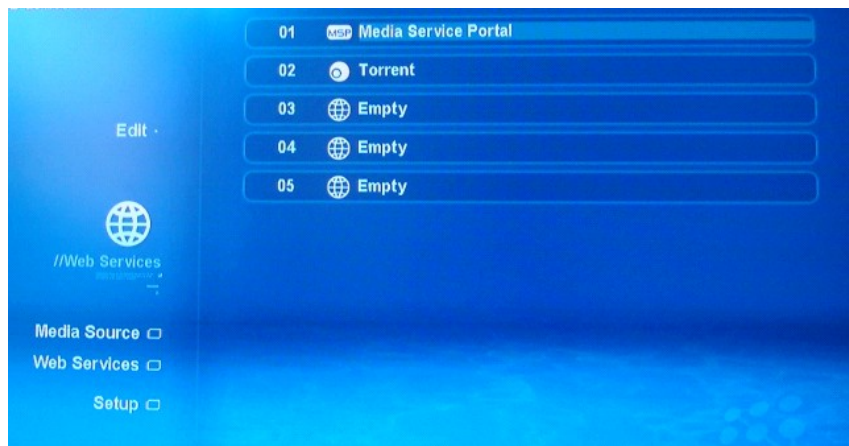 01 MSP Media Service Portal
02 Torrent
03 Empty
04 Empty
05 Empty
Edit
//Web Services
Media Source
Web Services
Setup